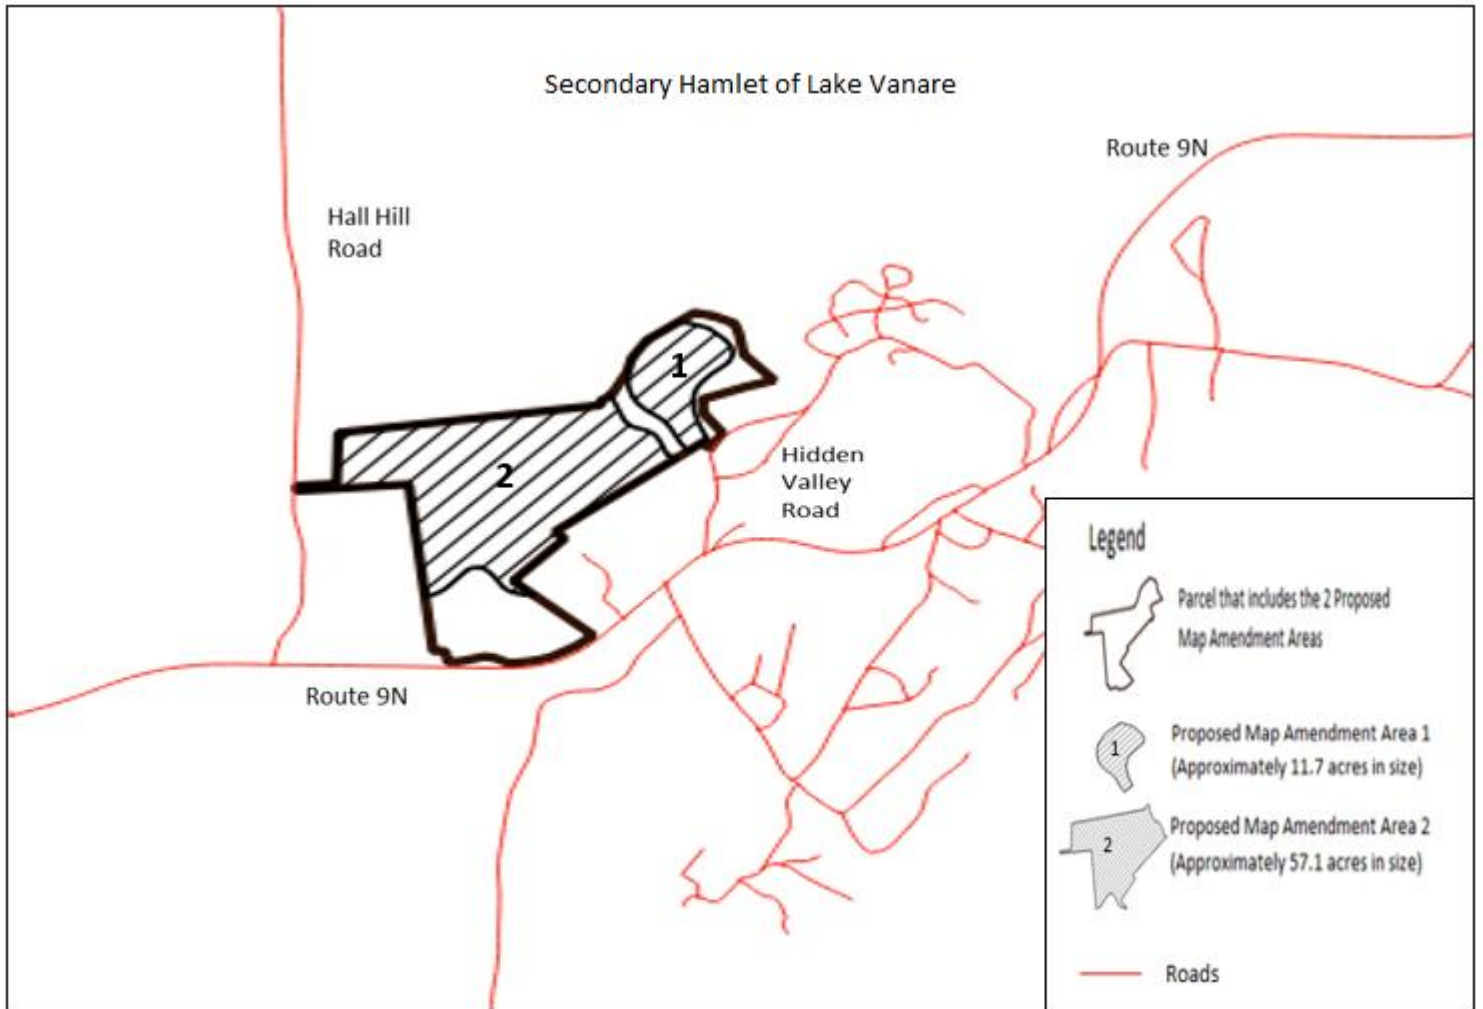 Secondary Hamlet of Lake Vanare
Route 9N
Hall Hill
Road
1
2
Hidden
Valley
Road
Route 9N
Legend
Parcel that includes the 2 Proposed
Map Amendment Areas
1
Proposed Map Amendment Area 1
(Approximately 11.7 acres in size)
2
Proposed Map Amendment Area 2
(Approximately 57.1 acres in size)
Roads